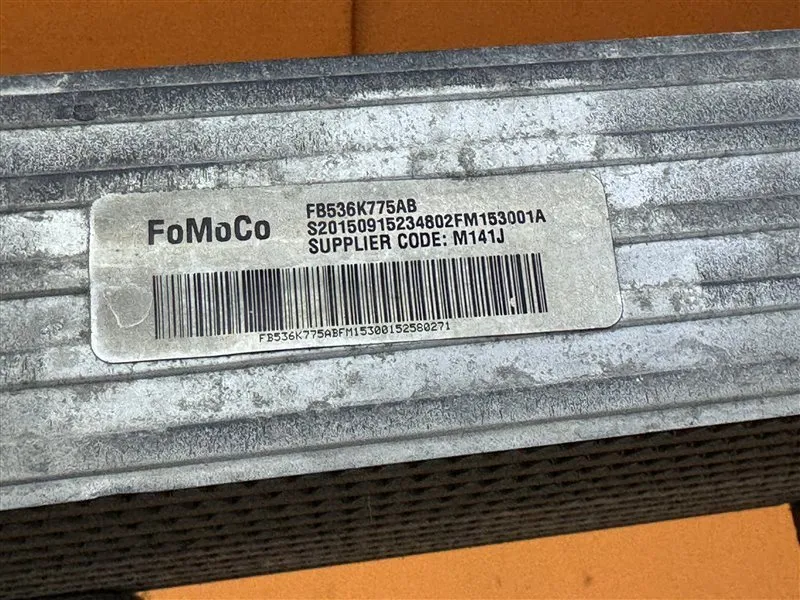 FoMoCo
FB536K775AB
S20150915234802FM153001A
SUPPLIER CODE: M141J
FB536K775ABFM15300152580271